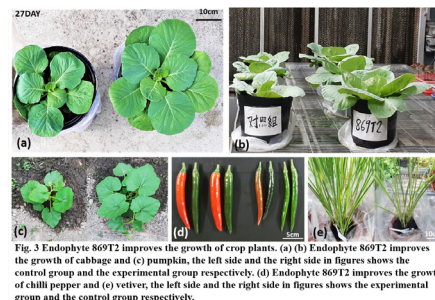 27DAY
10cm
(a)
(b)
对照組
869T2
(c)
(d)
5cm
(e)
Fig. 3 Endophyte 869T2 improves the growth of crop plants. (a) (b) Endophyte 869T2 improves
the growth of cabbage and (c) pumpkin, the left side and the right side in figures shows the
control group and the experimental group respectively. (d) Endophyte 869T2 improves the growt
of chilli pepper and (e) vetiver, the left side and the right side in figures shows the experimental
group and the control group respectively.